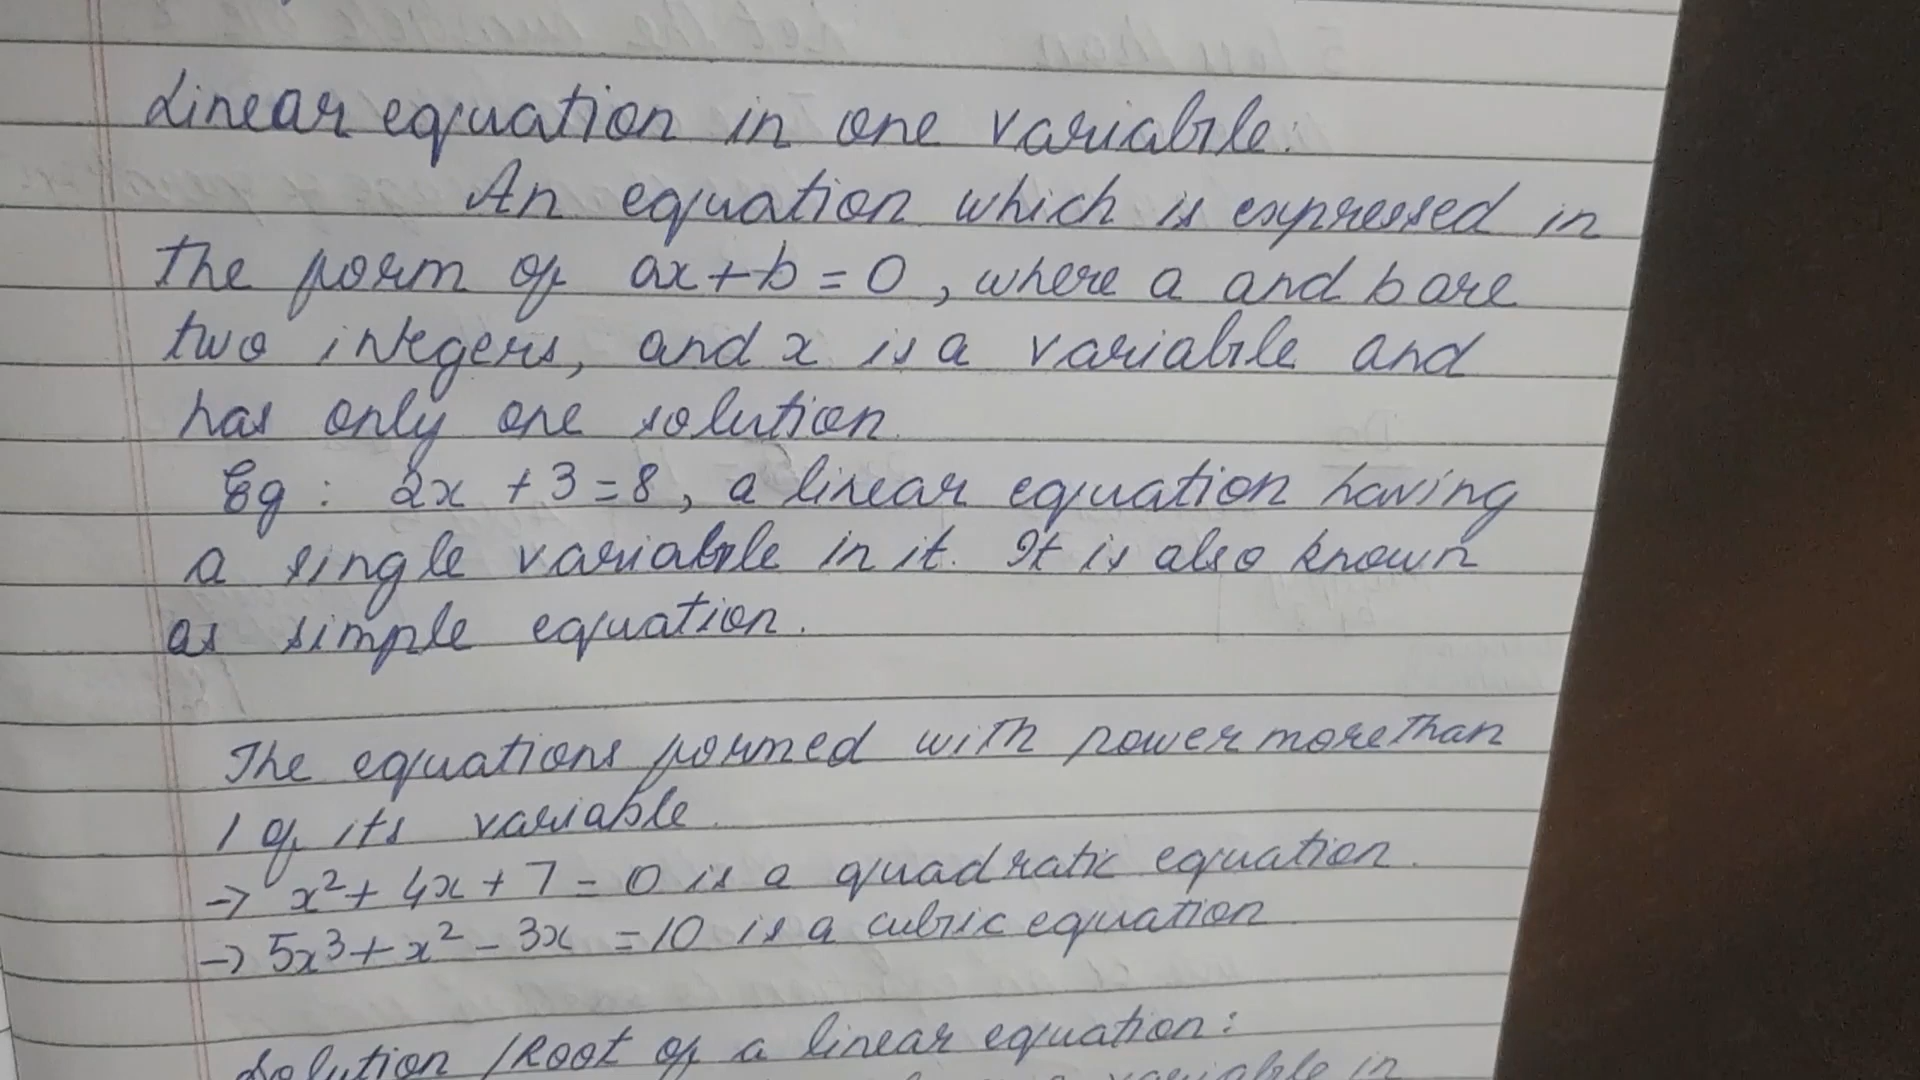 Linear equation in one variable:
An equation which is expressed in
the form of ax + b = 0, where a and b are
two integers, and x is a variable and
has only one solution.
Eg : 2x + 3 = 8, a linear equation having
a single variable in it. It is also known
as simple equation.
The equations formed with power more than
1 of its variable.
→ x² + 4x + 7 = 0 is a quadratic equation.
→ 5x³ + x² - 3x = 10 is a cubic equation
Solution / Root of a linear equation:
variable in